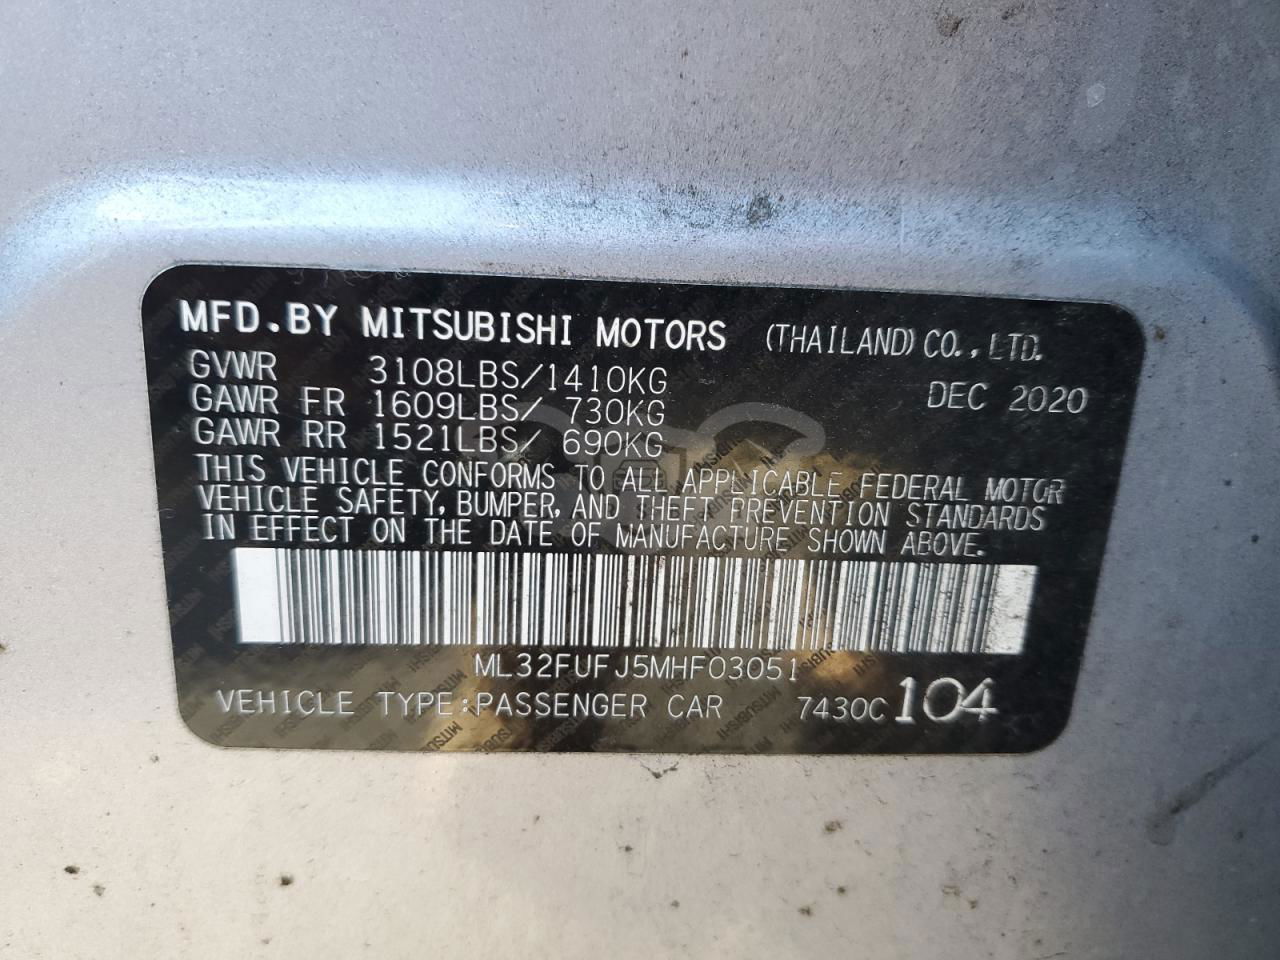 MFD.BY MITSUBISHI MOTORS (THAILAND) CO., LTD.
GVWR 3108LBS/1410KG DEC 2020
GAWR FR 1609LBS/ 730KG
GAWR RR 1521LBS/ 690KG
THIS VEHICLE CONFORMS TO ALL APPLICABLE FEDERAL MOTOR
VEHICLE SAFETY, BUMPER, AND THEFT PREVENTION STANDARDS
IN EFFECT ON THE DATE OF MANUFACTURE SHOWN ABOVE.
ML32FUFJ5MHF03051
VEHICLE TYPE:PASSENGER CAR 7430C 104